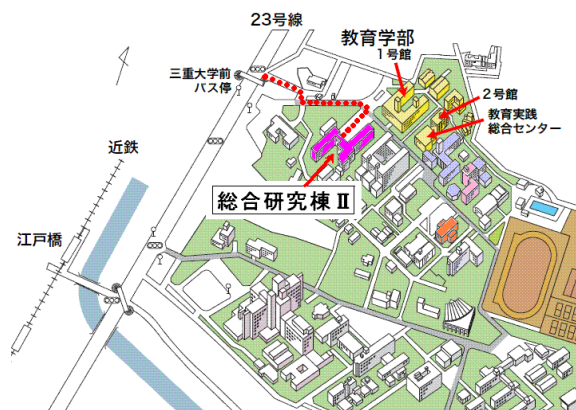 23号線
教育学部
1号館
三重大学前
バス停
2号館
教育実践
総合センター
近鉄
総合研究棟Ⅱ
江戸橋